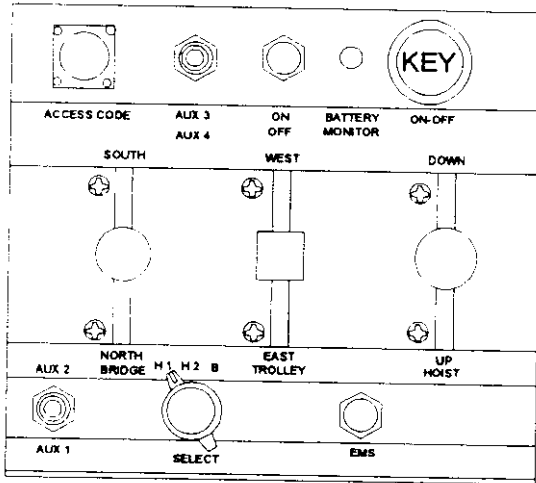 KEY
ACCESS CODE
AUX 3
AUX 4
ON
OFF
BATTERY
MONITOR
ON-OFF
SOUTH
WEST
DOWN
NORTH
BRIDGE
EAST
TROLLEY
UP
HOIST
AUX 2
H 1 H 2 B
AUX 1
SELECT
EMS